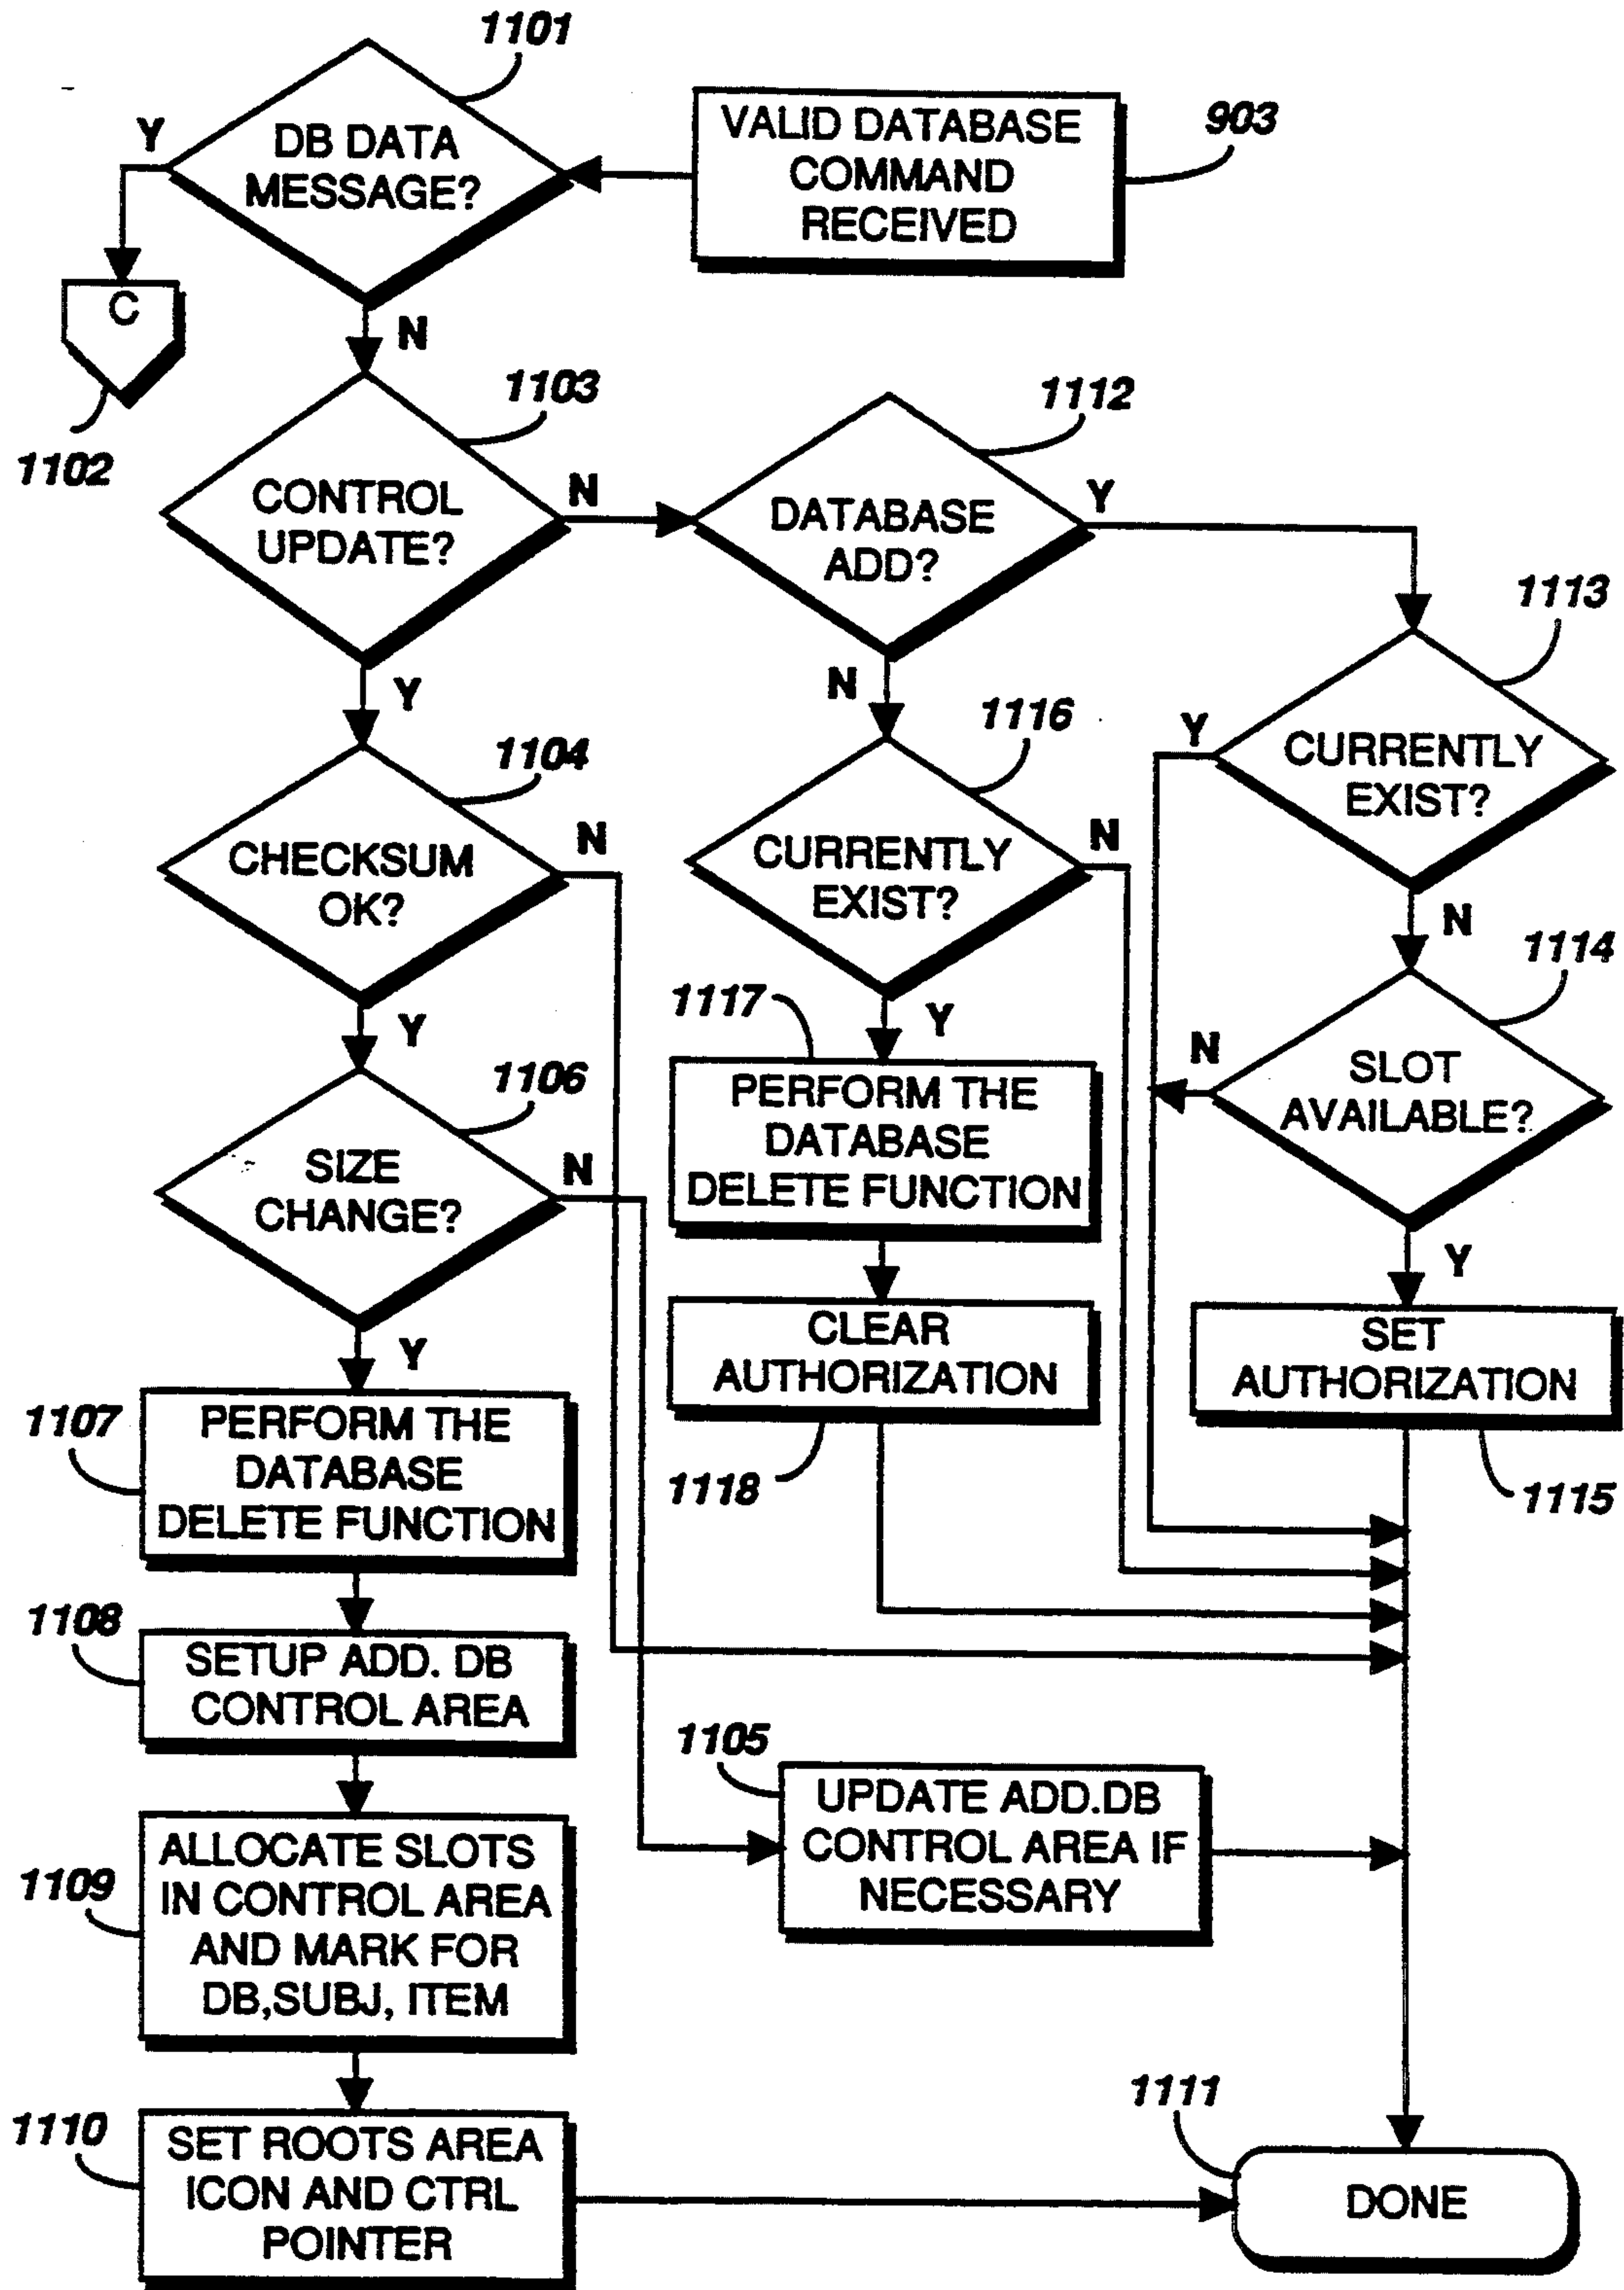 1101
DB DATA
MESSAGE?
Y
VALID DATABASE
COMMAND
RECEIVED
903
C
1102
N
1103
CONTROL
UPDATE?
N
1112
DATABASE
ADD?
Y
1113
CURRENTLY
EXIST?
Y
N
Y
1104
CHECKSUM
OK?
N
N
1116
CURRENTLY
EXIST?
N
1114
SLOT
AVAILABLE?
N
Y
Y
1106
SIZE
CHANGE?
N
Y
1117
PERFORM THE
DATABASE
DELETE FUNCTION
CLEAR
AUTHORIZATION
1118
SET
AUTHORIZATION
1115
Y
1107
PERFORM THE
DATABASE
DELETE FUNCTION
1108
SETUP ADD. DB
CONTROL AREA
1105
UPDATE ADD.DB
CONTROL AREA IF
NECESSARY
1109
ALLOCATE SLOTS
IN CONTROL AREA
AND MARK FOR
DB,SUBJ, ITEM
1110
SET ROOTS AREA
ICON AND CTRL
POINTER
1111
DONE